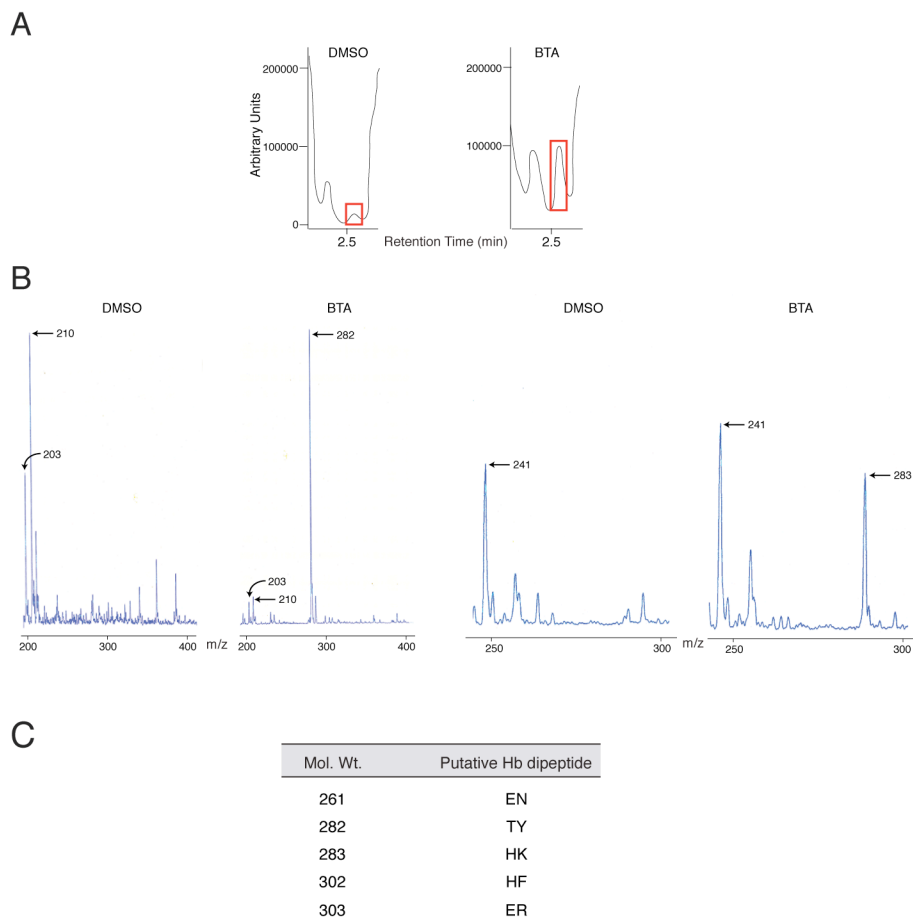 A
DMSO
BTA
Arbitrary Units
200000
100000
0
2.5
200000
100000
2.5
Retention Time (min)
B
DMSO
BTA
DMSO
BTA
210
203
200
300
400
m/z
282
203
210
200
300
400
241
250
300
m/z
241
283
250
300
C
Mol. Wt. Putative Hb dipeptide
261 EN
282 TY
283 HK
302 HF
303 ER